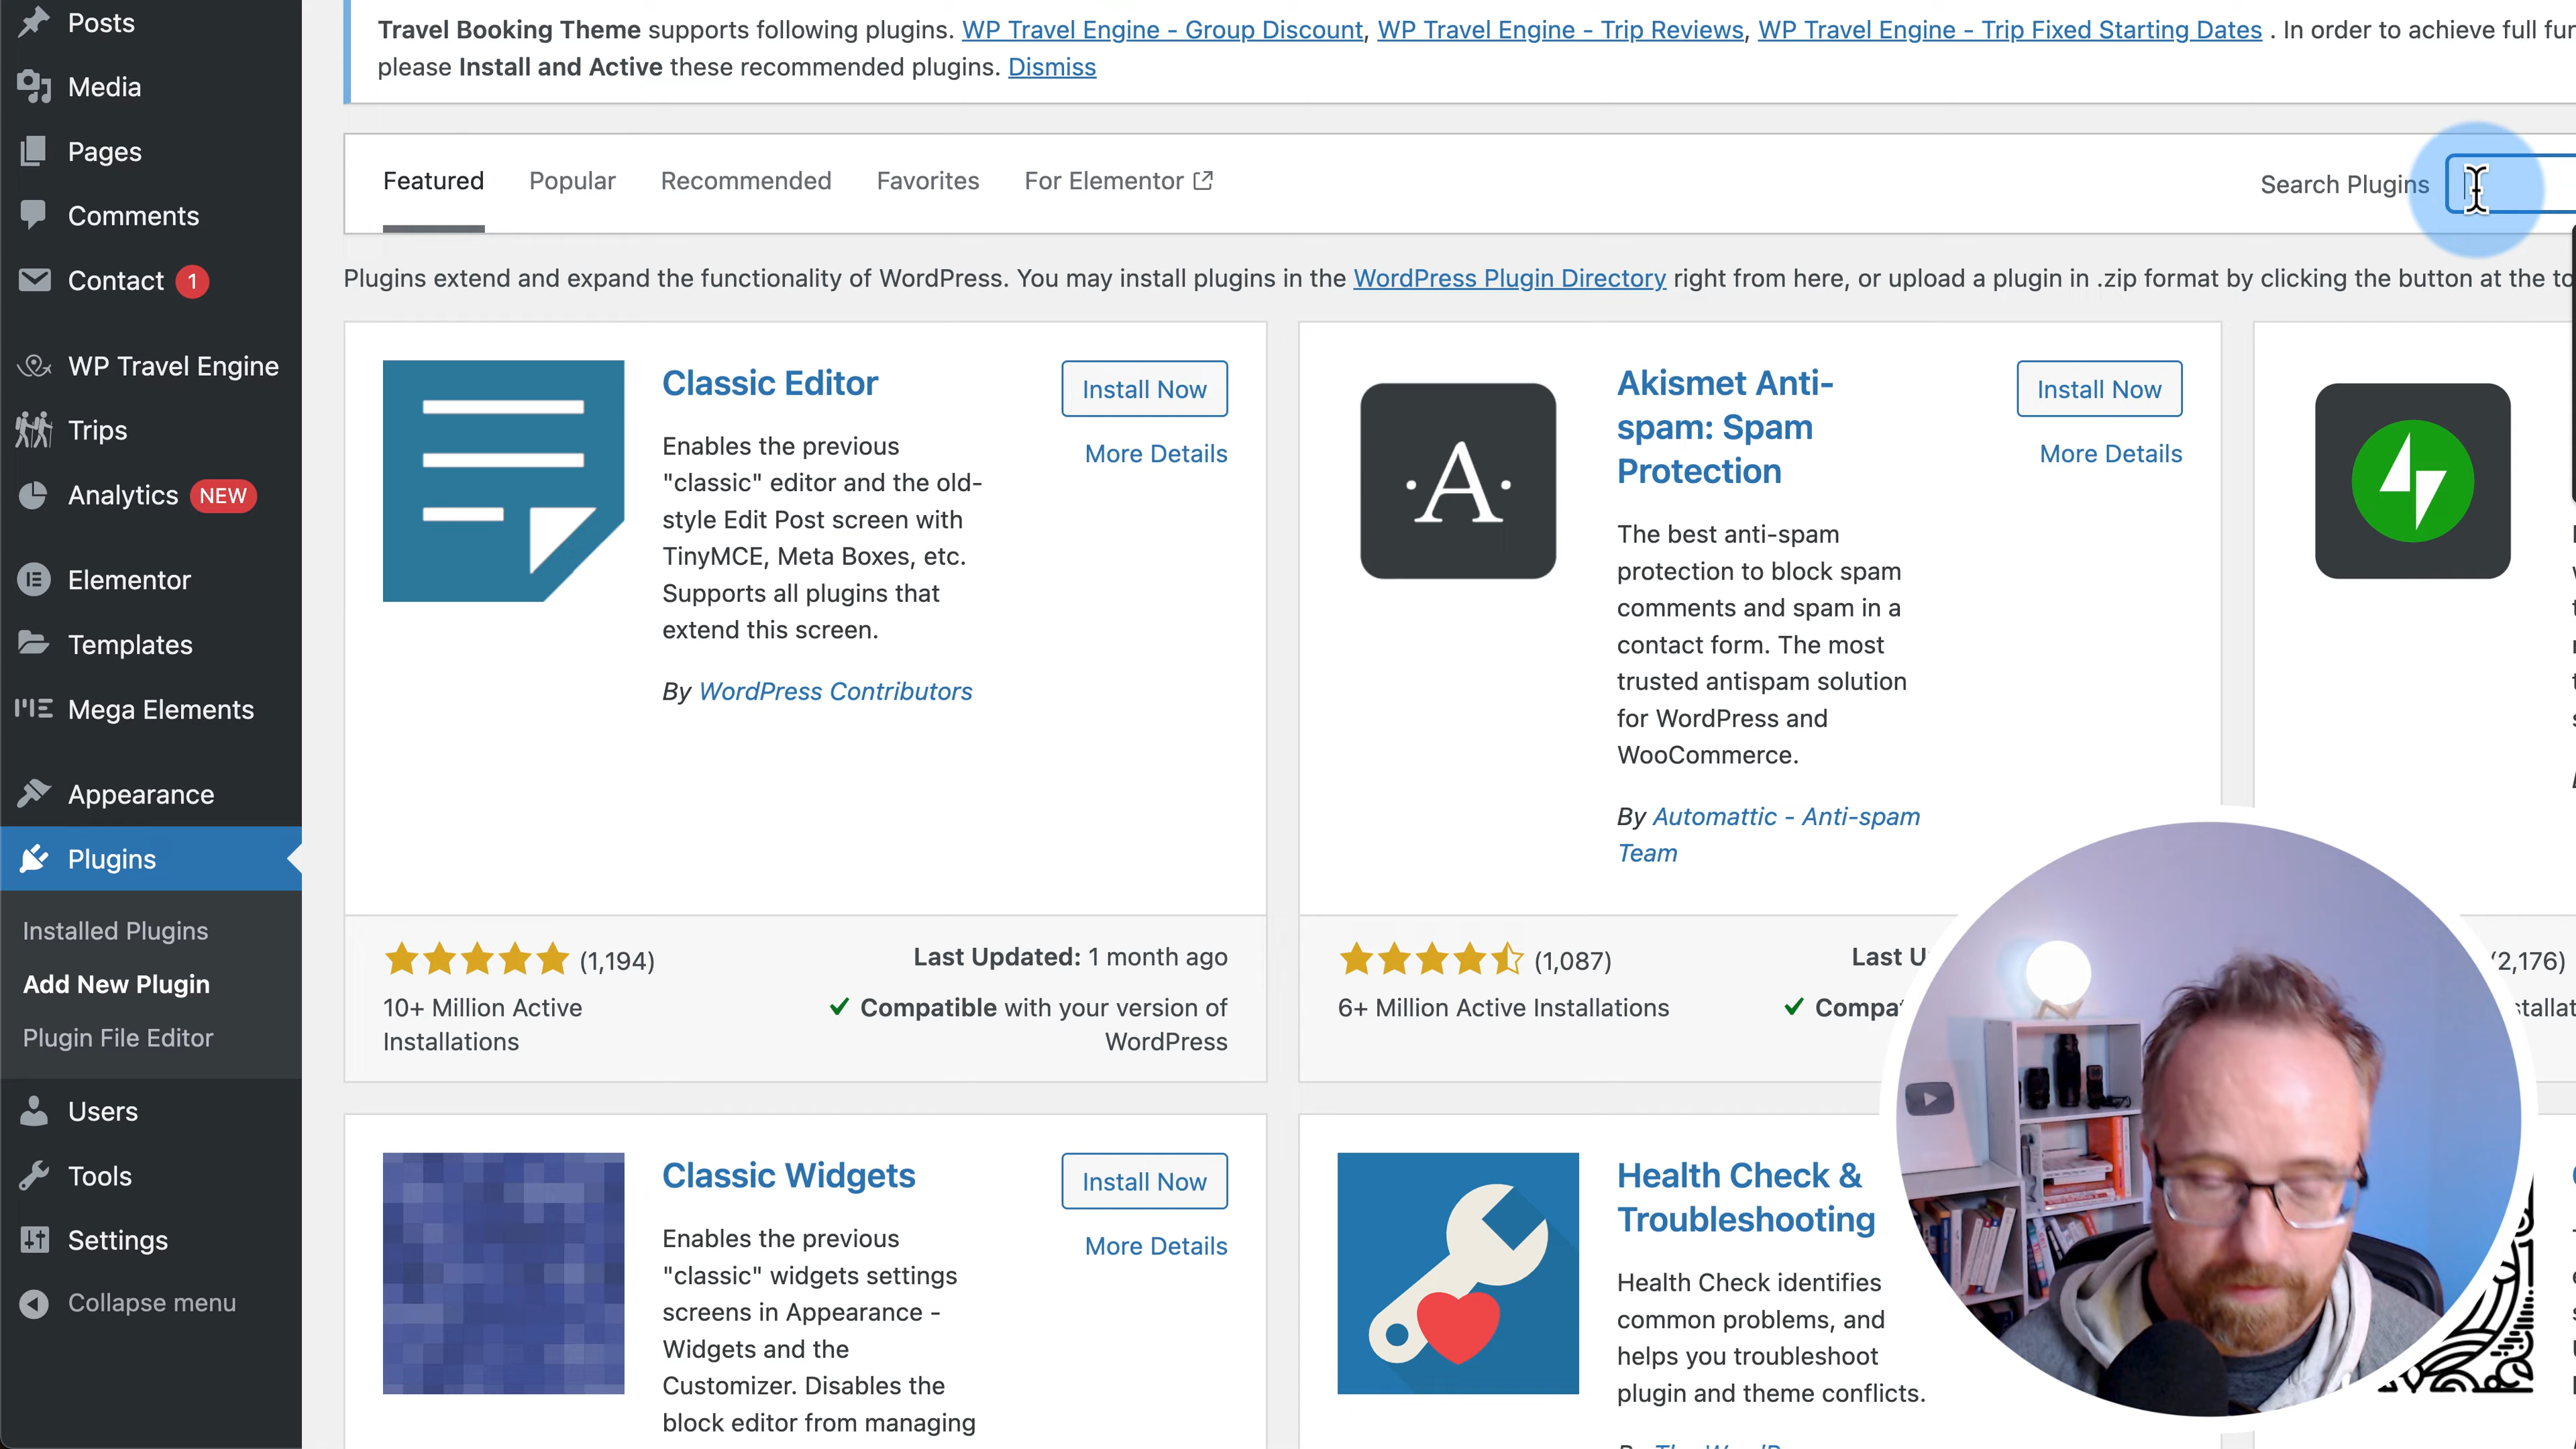 Posts
Media
Pages
Comments
Contact 1
WP Travel Engine
Trips
Analytics NEW
Elementor
Templates
Mega Elements
Appearance
Plugins
Installed Plugins
Add New Plugin
Plugin File Editor
Users
Tools
Settings
Collapse menu
Travel Booking Theme supports following plugins. WP Travel Engine - Group Discount, WP Travel Engine - Trip Reviews, WP Travel Engine - Trip Fixed Starting Dates . In order to achieve full
please Install and Active these recommended plugins. Dismiss
Featured Popular Recommended Favorites For Elementor
Search Plugins
Plugins extend and expand the functionality of WordPress. You may install plugins in the WordPress Plugin Directory right from here, or upload a plugin in .zip format by clicking the button at the
Classic Editor
Install Now
More Details
Enables the previous
"classic" editor and the old-
style Edit Post screen with
TinyMCE, Meta Boxes, etc.
Supports all plugins that
extend this screen.
By WordPress Contributors
(1,194)
Last Updated: 1 month ago
10+ Million Active
Installations
Compatible with your version of
WordPress
A
Akismet Anti-
spam: Spam
Protection
Install Now
More Details
The best anti-spam
protection to block spam
comments and spam in a
contact form. The most
trusted antispam solution
for WordPress and
WooCommerce.
By Automattic - Anti-spam
Team
(1,087)
Last
6+ Million Active Installations
2,176)
Classic Widgets
Install Now
More Details
Enables the previous
"classic" widgets settings
screens in Appearance -
Widgets and the
Customizer. Disables the
block editor from managing
Health Check &
Troubleshooting
Health Check identifies
common problems, and
helps you troubleshoot
plugin and theme conflicts.